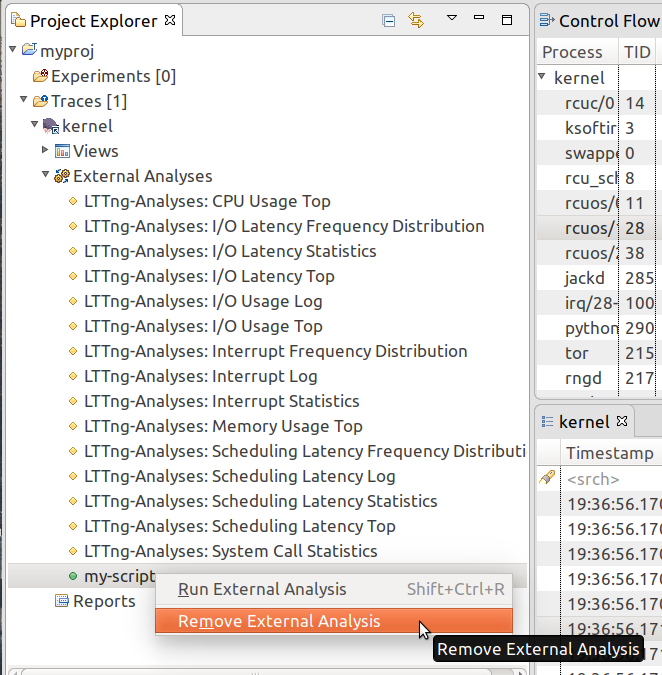 Project Explorer
myproj
Experiments [0]
Traces [1]
kernel
Views
External Analyses
LTTng-Analyses: CPU Usage Top
LTTng-Analyses: I/O Latency Frequency Distribution
LTTng-Analyses: I/O Latency Statistics
LTTng-Analyses: I/O Latency Top
LTTng-Analyses: I/O Usage Log
LTTng-Analyses: I/O Usage Top
LTTng-Analyses: Interrupt Frequency Distribution
LTTng-Analyses: Interrupt Log
LTTng-Analyses: Interrupt Statistics
LTTng-Analyses: Memory Usage Top
LTTng-Analyses: Scheduling Latency Frequency Distributi
LTTng-Analyses: Scheduling Latency Log
LTTng-Analyses: Scheduling Latency Statistics
LTTng-Analyses: Scheduling Latency Top
LTTng-Analyses: System Call Statistics
my-script
Reports
Run External Analysis Shift+Ctrl+R
Remove External Analysis
Remove External Analysis
Control Flow
Process TID
kernel
rcuc/0 14
ksoftir 3
swappe 0
rcu_sch 8
rcuos/ 11
rcuos/ 28
rcuos/ 38
jackd 285
irq/28- 100
python 290
tor 215
rngd 217
kernel
Timestamp
<srch>
19:36:56.170
19:36:56.170
19:36:56.170
19:36:56.170
19:36:56.170
19:36:56.171
19:36:56.171